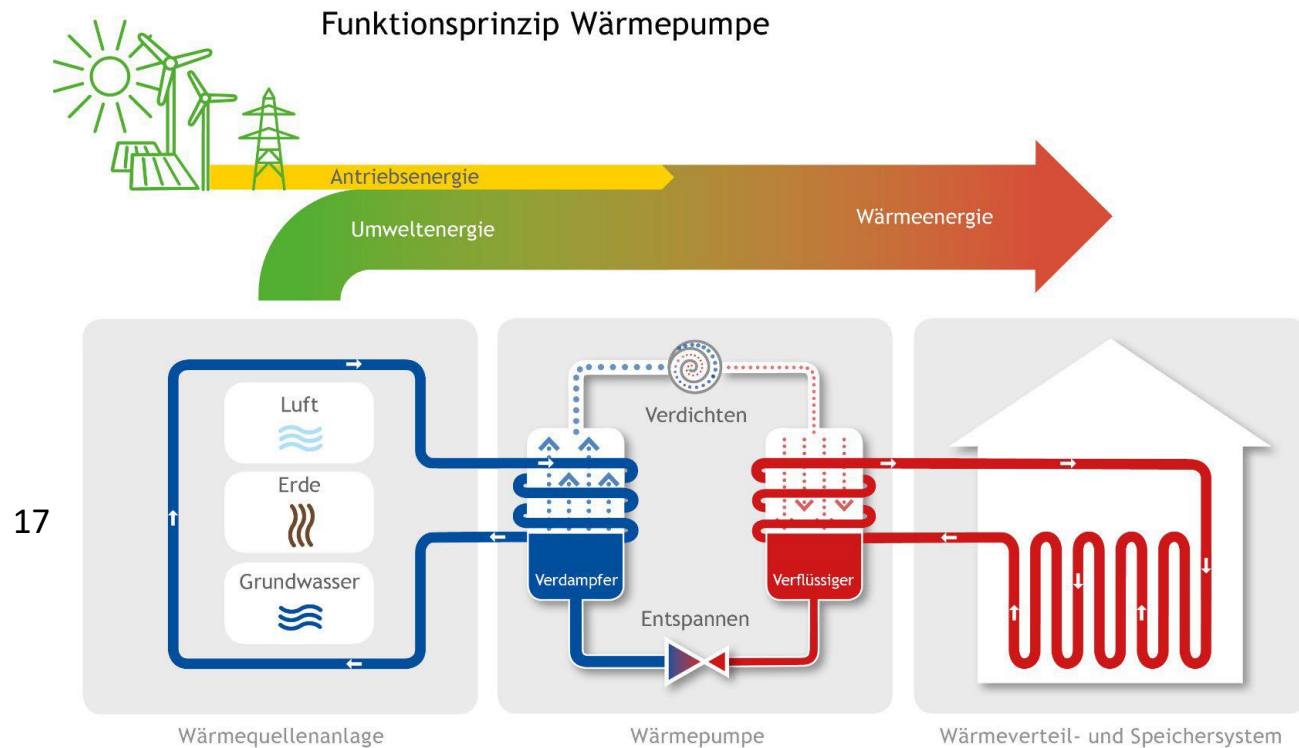 Funktionsprinzip Wärmepumpe
Antriebsenergie
Umweltenergie
Wärmeenergie
Luft
Erde
Grundwasser
Verdichten
Verdampfer
Verflüssiger
Entspannen
17
Wärmequellenanlage
Wärmepumpe
Wärmeverteil- und Speichersystem